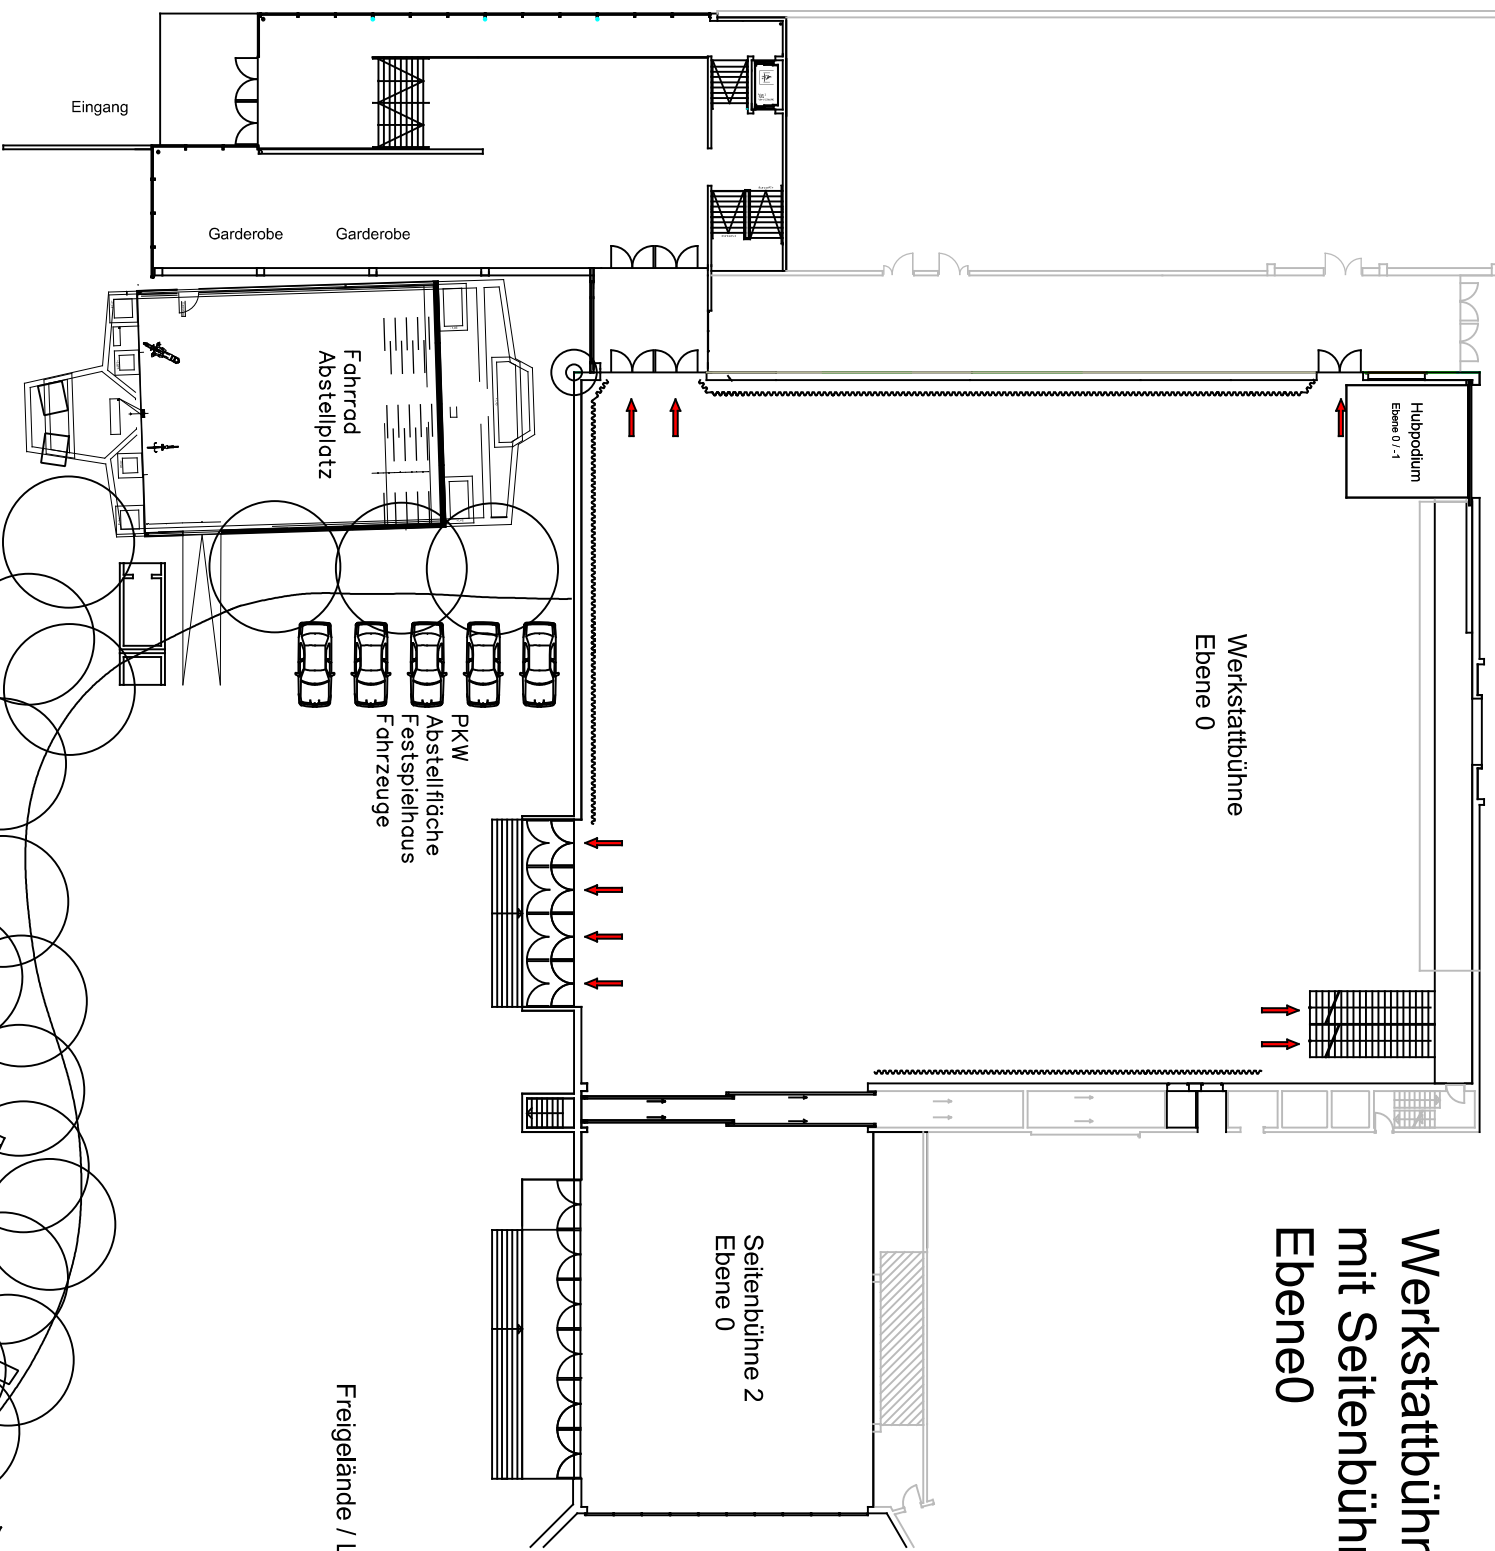 Eingang
Garderobe
Garderobe
Fahrrad
Abstellplatz
Hubpodium
Ebene 0 / -1
Werkstattbühne
Ebene 0
PKW
Abstellfläche
Festspielhaus
Fahrzeuge
Seitenbühne 2
Ebene 0
Werkstattbühn
mit Seitenbühn
Ebene0
Freigelände / L